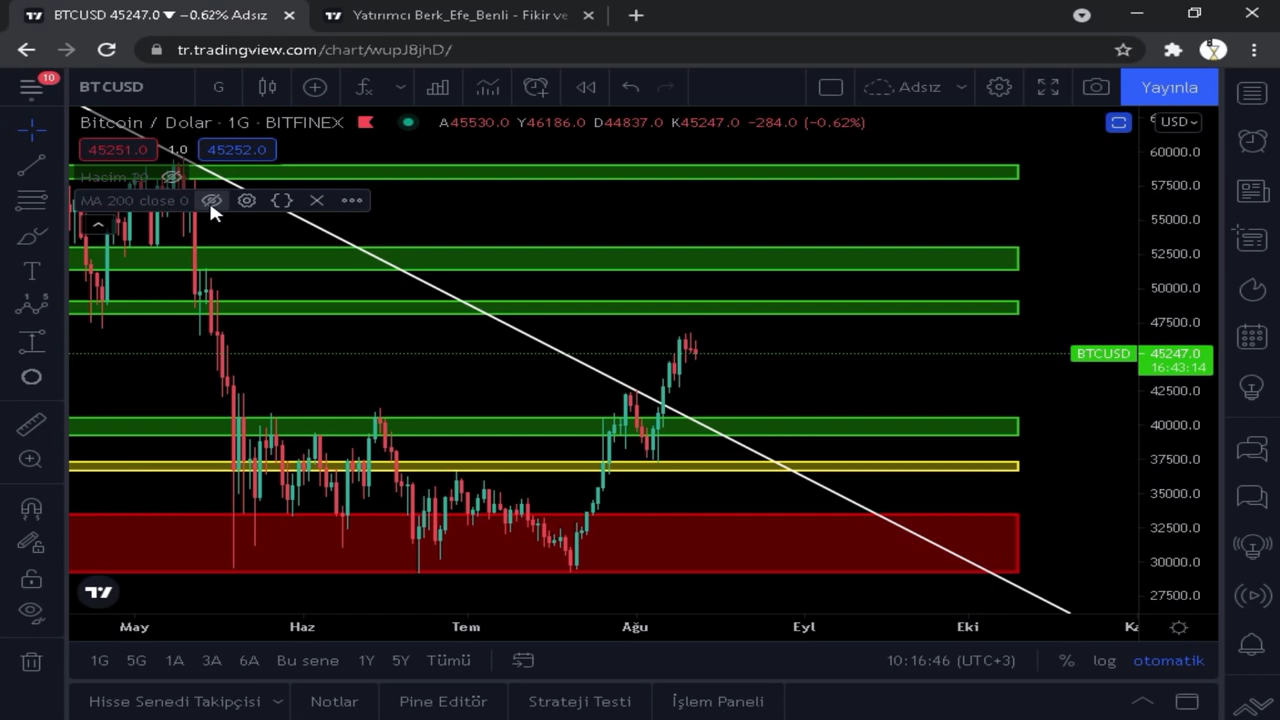 BTCUSD 45247.0 ▼ −0.62% Adsız
Yatırımcı Berk_Efe_Benli - Fikir ve
tr.tradingview.com/chart/wupJ8jhD/
10
BTCUSD
G
Adsız
Yayınla
Bitcoin / Dolar · 1G · BITFINEX
A45530.0 Y46186.0 D44837.0 K45247.0 −284.0 (−0.62%)
USD
45251.0
1.0
45252.0
Hacim 20
MA 200 close 0
60000.0
57500.0
55000.0
52500.0
50000.0
47500.0
BTCUSD
45247.0
16:43:14
42500.0
40000.0
37500.0
35000.0
32500.0
30000.0
27500.0
May
Haz
Tem
Ağu
Eyl
Eki
1G
5G
1A
3A
6A
Bu sene
1Y
5Y
Tümü
10:16:46 (UTC+3)
%
log
otomatik
Hisse Senedi Takipçisi
Notlar
Pine Editör
Strateji Testi
İşlem Paneli